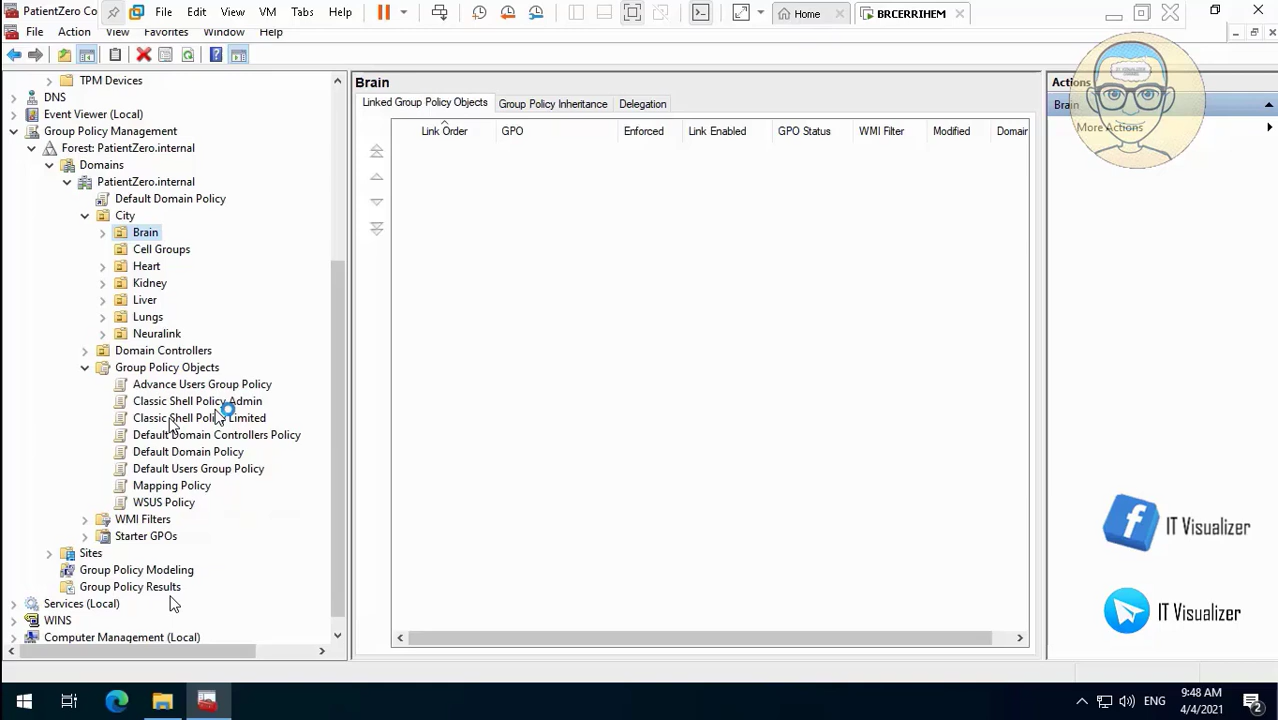 PatientZero Co File Edit View VM Tabs Help Home BRCERRIHEM
File Action View Favorites Window Help
TPM Devices
DNS
Event Viewer (Local)
Group Policy Management
Forest: PatientZero.internal
Domains
PatientZero.internal
Default Domain Policy
City
Brain
Cell Groups
Heart
Kidney
Liver
Lungs
Neuralink
Domain Controllers
Group Policy Objects
Advance Users Group Policy
Classic Shell Policy Admin
Classic Shell Policy Limited
Default Domain Controllers Policy
Default Domain Policy
Default Users Group Policy
Mapping Policy
WSUS Policy
WMI Filters
Starter GPOs
Sites
Group Policy Modeling
Group Policy Results
Services (Local)
WINS
Computer Management (Local)
Brain
Linked Group Policy Objects Group Policy Inheritance Delegation
Link Order GPO Enforced Link Enabled GPO Status WMI Filter Modified Domair
Actions
Brain
More Actions
IT Visualizer
IT Visualizer
ENG
9:48 AM
4/4/2021
2